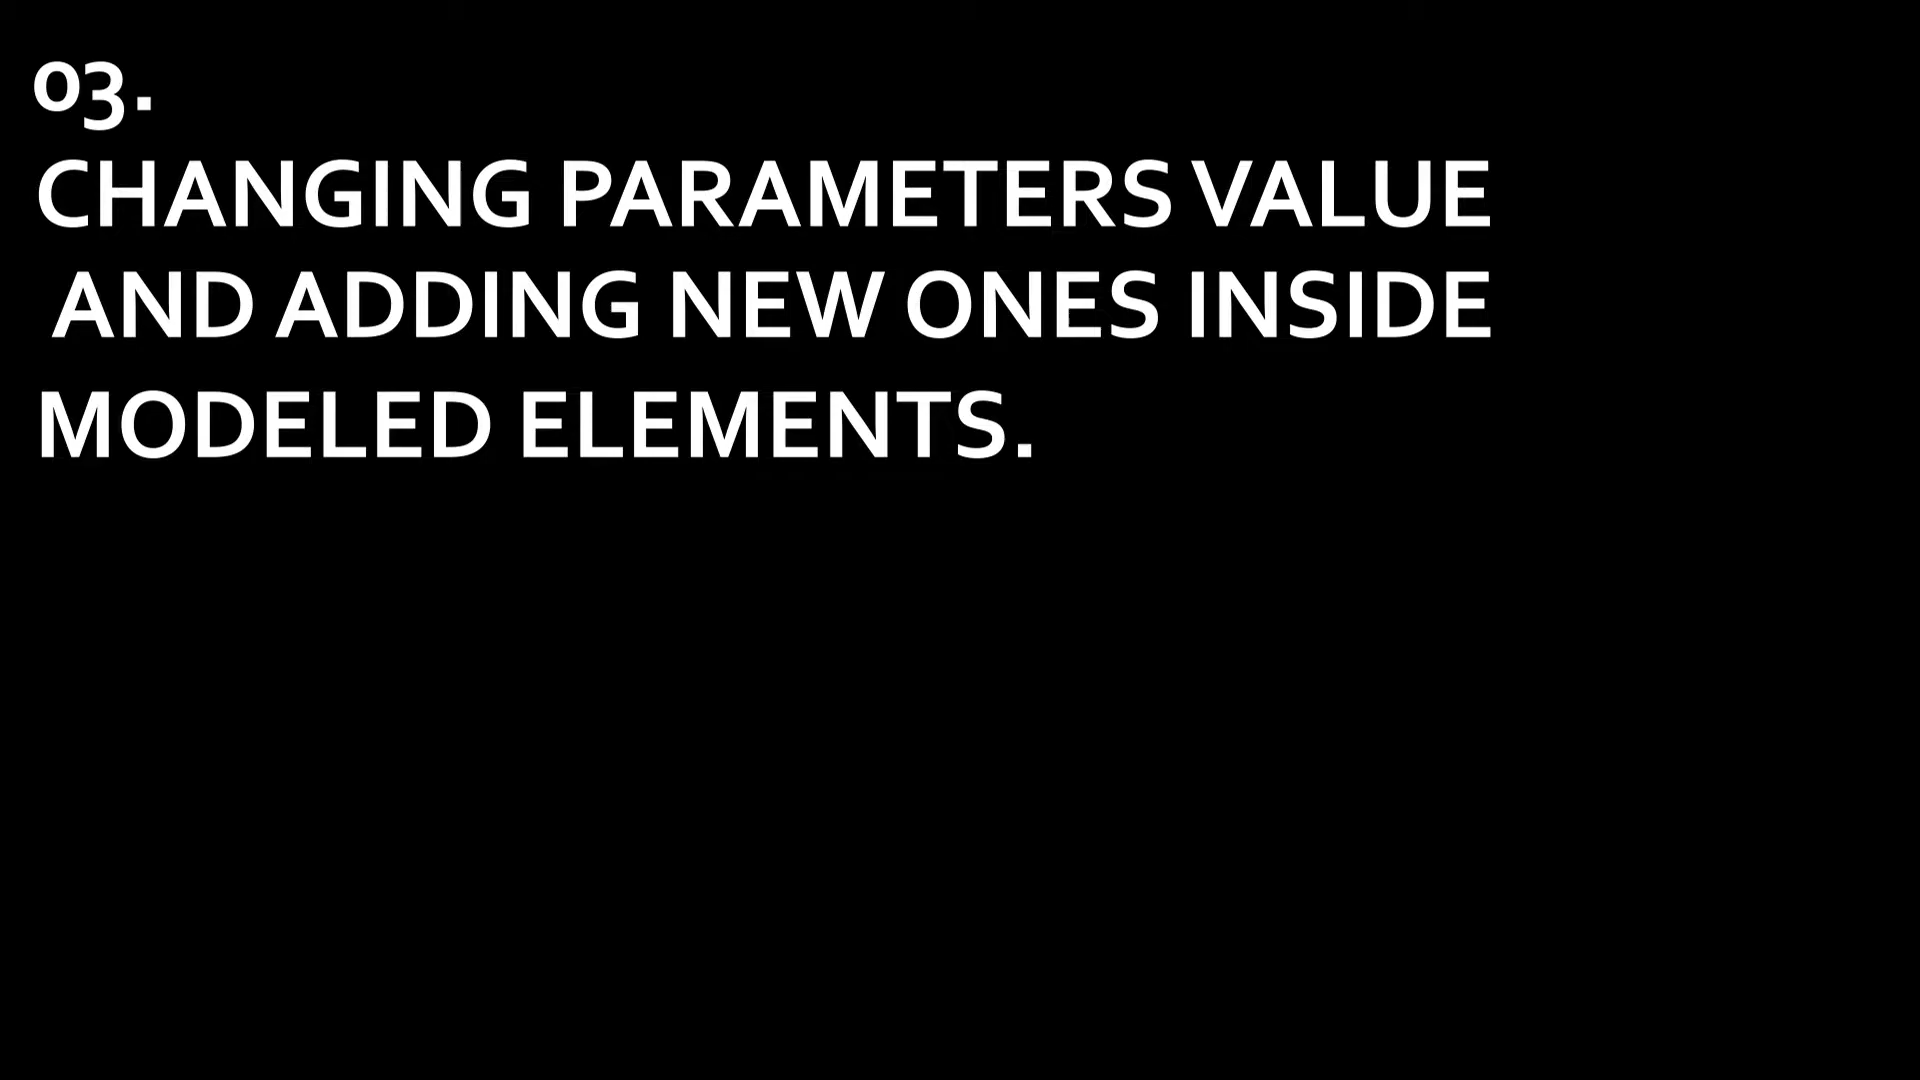 03.
CHANGING PARAMETERS VALUE
AND ADDING NEW ONES INSIDE
MODELED ELEMENTS.